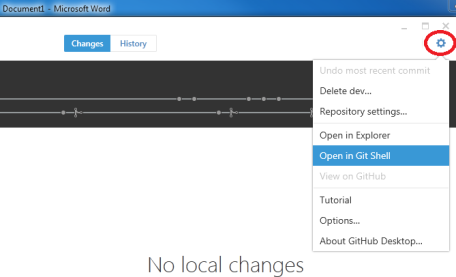 Document1 - Microsoft Word
Changes History
Undo most recent commit
Delete dev...
Repository settings...
Open in Explorer
Open in Git Shell
View on GitHub
Tutorial
Options...
About GitHub Desktop...
No local changes